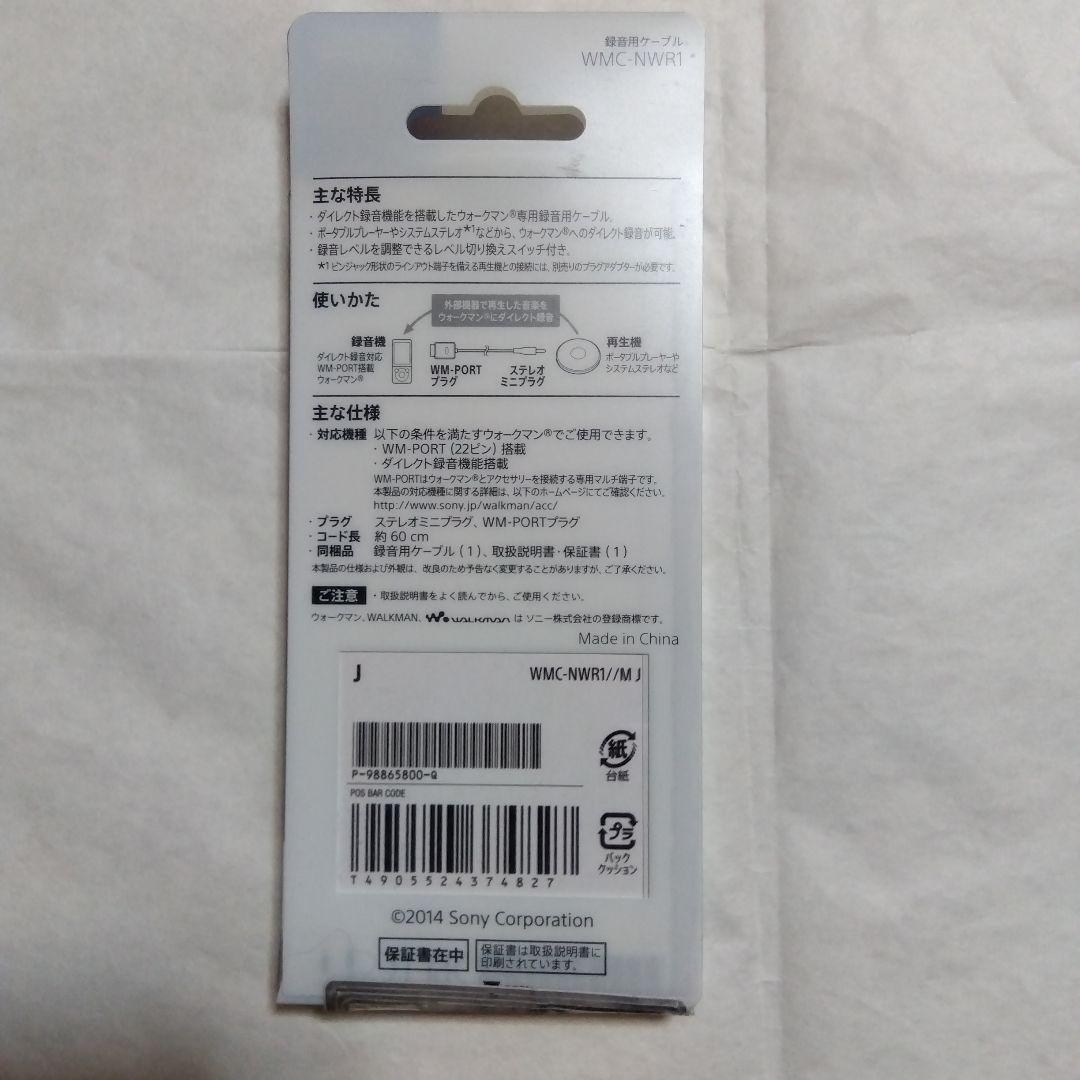 録音用ケーブル
WMC-NWR1
主な特長
・ダイレクト録音機能を搭載したウォークマン®専用録音用ケーブル。
・ポータブルプレーヤーやシステムステレオ*1などから、ウォークマン®へのダイレクト録音が可能。
・録音レベルを調整できるレベル切り換えスイッチ付き。
*1 ピンジャック形状のラインアウト端子を備える再生機との接続には、別売りのプラグアダプターが必要です。
使いかた
外部機器で再生した音楽を
ウォークマン®にダイレクト録音
録音機
ダイレクト録音対応
WM-PORT搭載
ウォークマン®
WM-PORT
プラグ
ステレオ
ミニプラグ
再生機
ポータブルプレーヤーや
システムステレオなど
主な仕様
・対応機種 以下の条件を満たすウォークマン®でご使用できます。
・WM-PORT（22ピン）搭載
・ダイレクト録音機能搭載
WM-PORTはウォークマン®とアクセサリーを接続する専用マルチ端子です。
本製品の対応機種に関する詳細は、以下のホームページにてご確認ください。
http://www.sony.jp/walkman/acc/
・プラグ ステレオミニプラグ、WM-PORTプラグ
・コード長 約 60 cm
・同梱品 録音用ケーブル（1）、取扱説明書・保証書（1）
本製品の仕様および外観は、改良のため予告なく変更することがありますが、ご了承ください。
ご注意 ・取扱説明書をよく読んでから、ご使用ください。
ウォークマン、WALKMAN、 WALKMAN は ソニー株式会社の登録商標です。
Made in China
J WMC-NWR1//M J
P-98865800-Q
紙
台紙
POS BAR CODE
プラ
パック
クッション
T4905524374827
©2014 Sony Corporation
保証書在中
保証書は取扱説明書に
印刷されています。